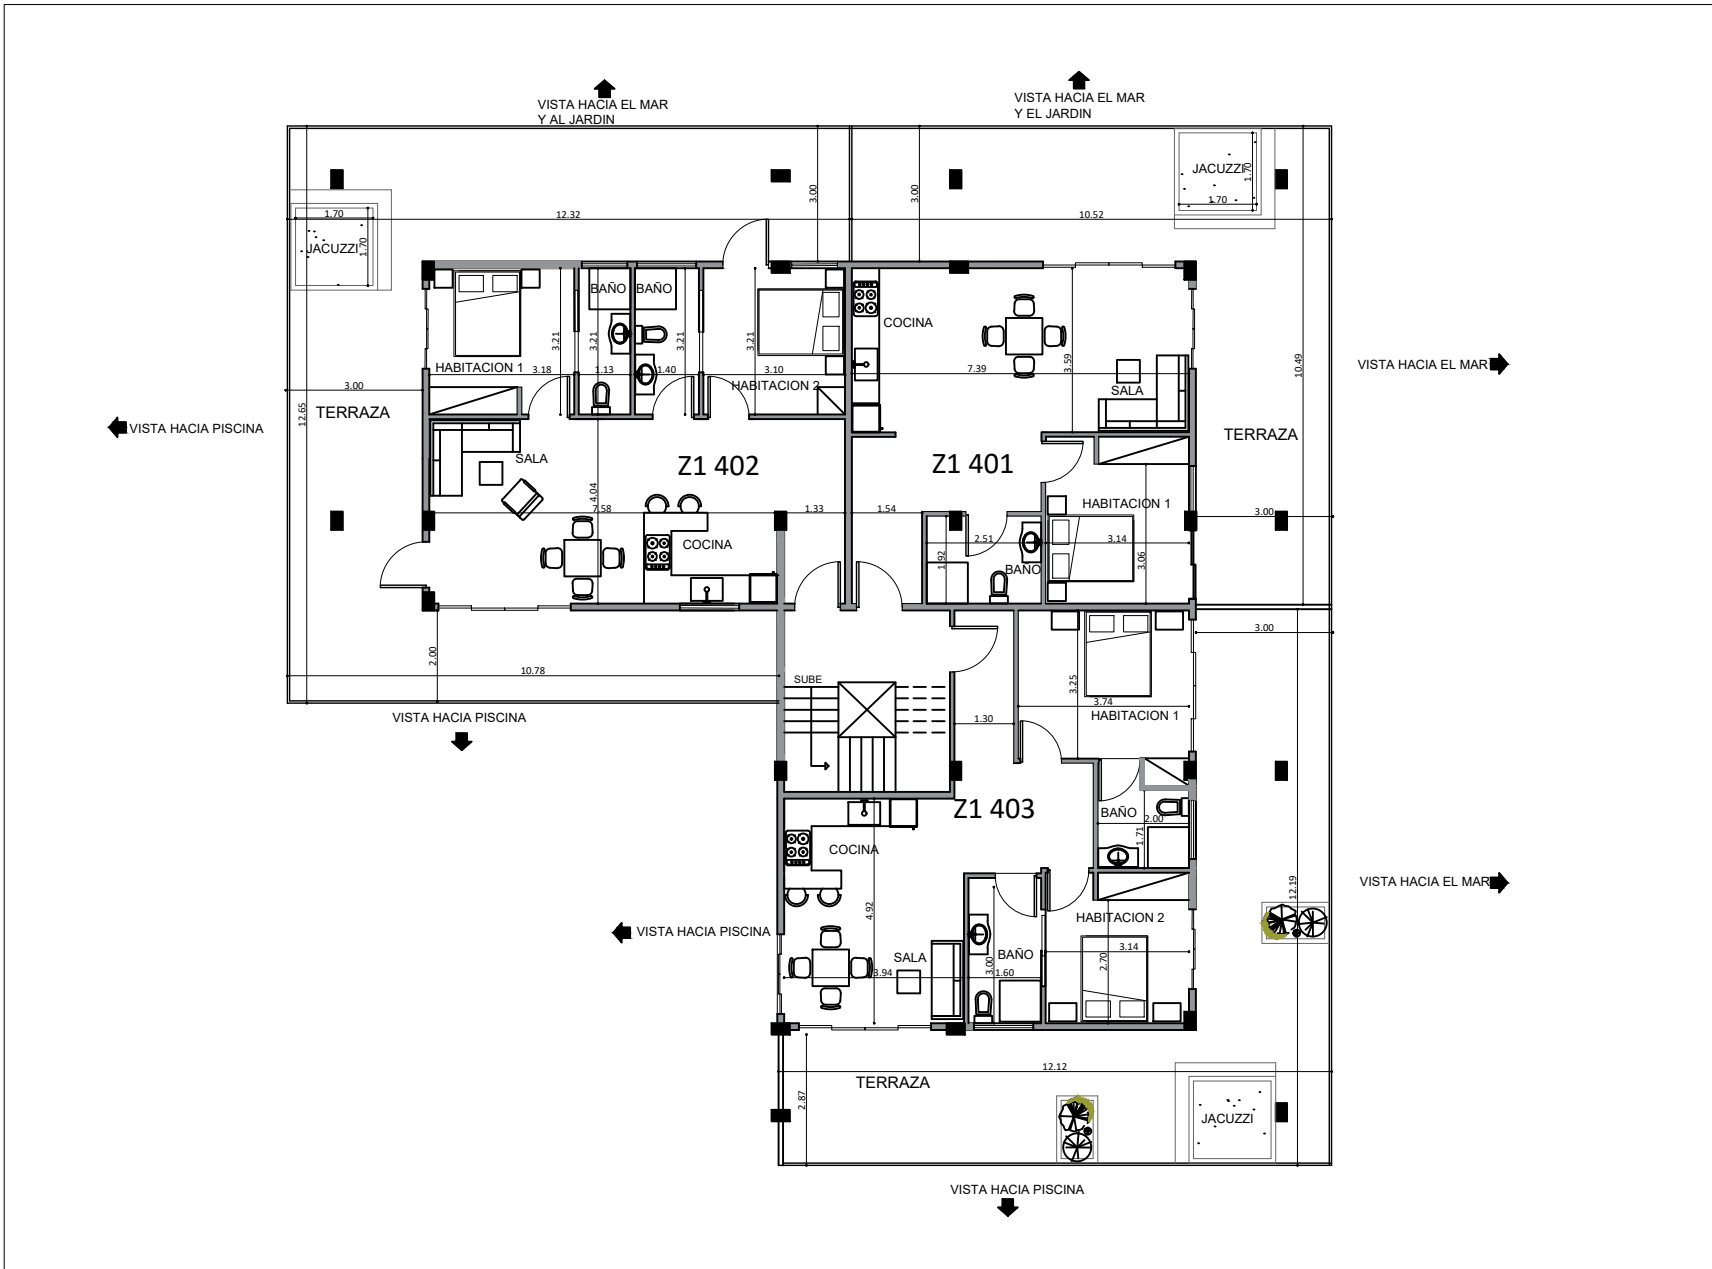 VISTA HACIA EL MAR
Y AL JARDIN
VISTA HACIA EL MAR
Y EL JARDIN
JACUZZI
1.70
1.70
3.00
3.00
12.32
10.52
1.70
1.70
JACUZZI
BAÑO
BAÑO
COCINA
3.21
3.21
3.21
3.21
3.59
10.49
VISTA HACIA EL MAR
HABITACION 1
3.18
1.13
1.40
3.10
HABITACION 2
7.39
SALA
3.00
12.65
TERRAZA
VISTA HACIA PISCINA
TERRAZA
SALA
Z1 402
Z1 401
4.04
7.58
1.33
1.54
HABITACION 1
3.00
COCINA
2.51
1.92
BAÑO
3.14
3.06
3.00
2.00
10.78
SUBE
3.25
3.74
HABITACION 1
VISTA HACIA PISCINA
1.30
Z1 403
BAÑO
2.00
1.71
COCINA
VISTA HACIA EL MAR
12.19
4.92
HABITACION 2
VISTA HACIA PISCINA
3.14
SALA
BAÑO
2.70
3.94
3.00
1.60
12.12
TERRAZA
2.87
JACUZZI
VISTA HACIA PISCINA